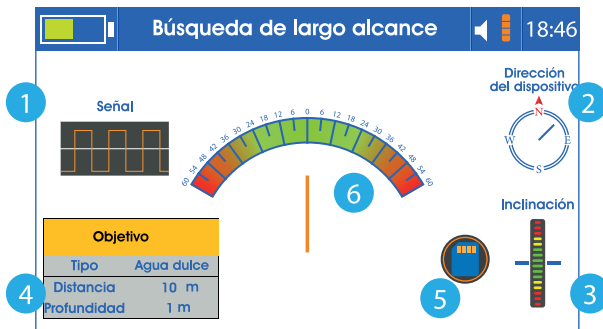 Búsqueda de largo alcance
18:46
1
Señal
Dirección
del dispositivo
2
N
W
E
S
60 54 48 42 36 30 24 18 12 6 0 6 12 18 24 30 36 42 48 54 60
6
Inclinación
Objetivo
Tipo Agua dulce
4
Distancia 10 m
Profundidad 1 m
5
3